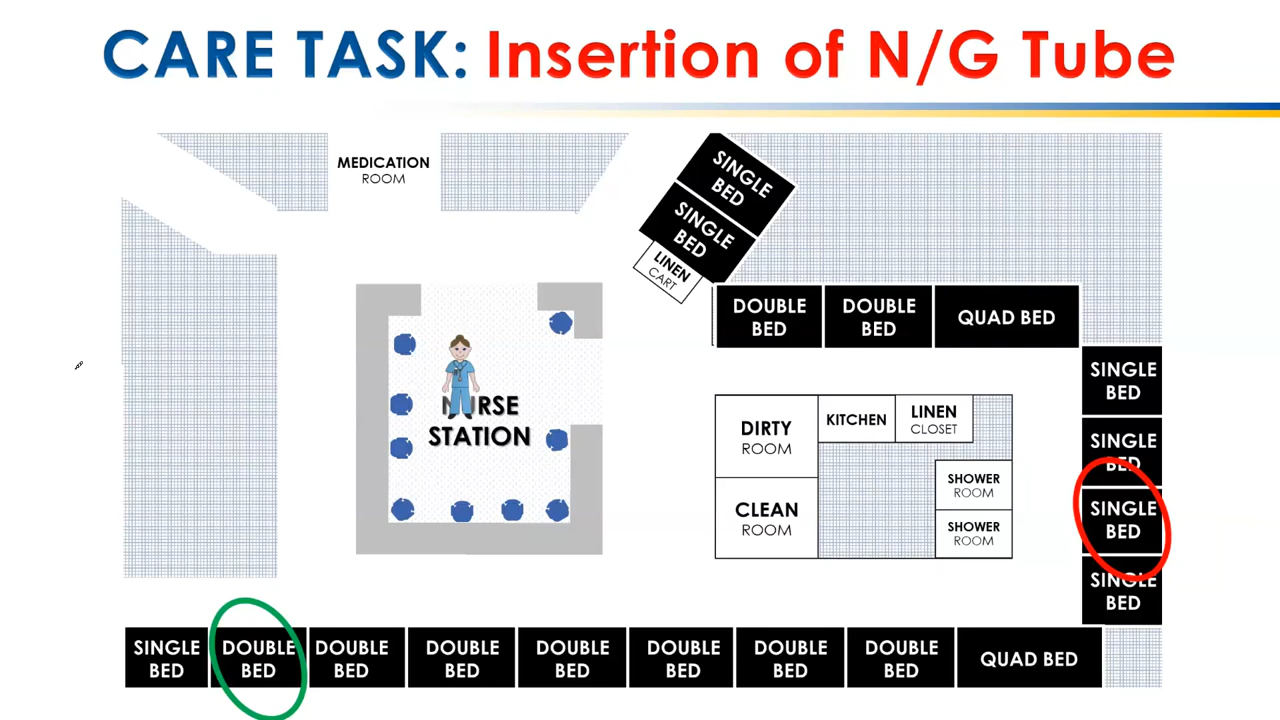 CARE TASK: Insertion of N/G Tube
MEDICATION
ROOM
SINGLE
BED
SINGLE
BED
LINEN
CART
DOUBLE
BED
DOUBLE
BED
QUAD BED
SINGLE
BED
SINGLE
BED
SINGLE
BED
SINGLE
BED
NURSE
STATION
DIRTY
ROOM
KITCHEN
LINEN
CLOSET
CLEAN
ROOM
SHOWER
ROOM
SHOWER
ROOM
SINGLE
BED
DOUBLE
BED
DOUBLE
BED
DOUBLE
BED
DOUBLE
BED
DOUBLE
BED
DOUBLE
BED
DOUBLE
BED
QUAD BED